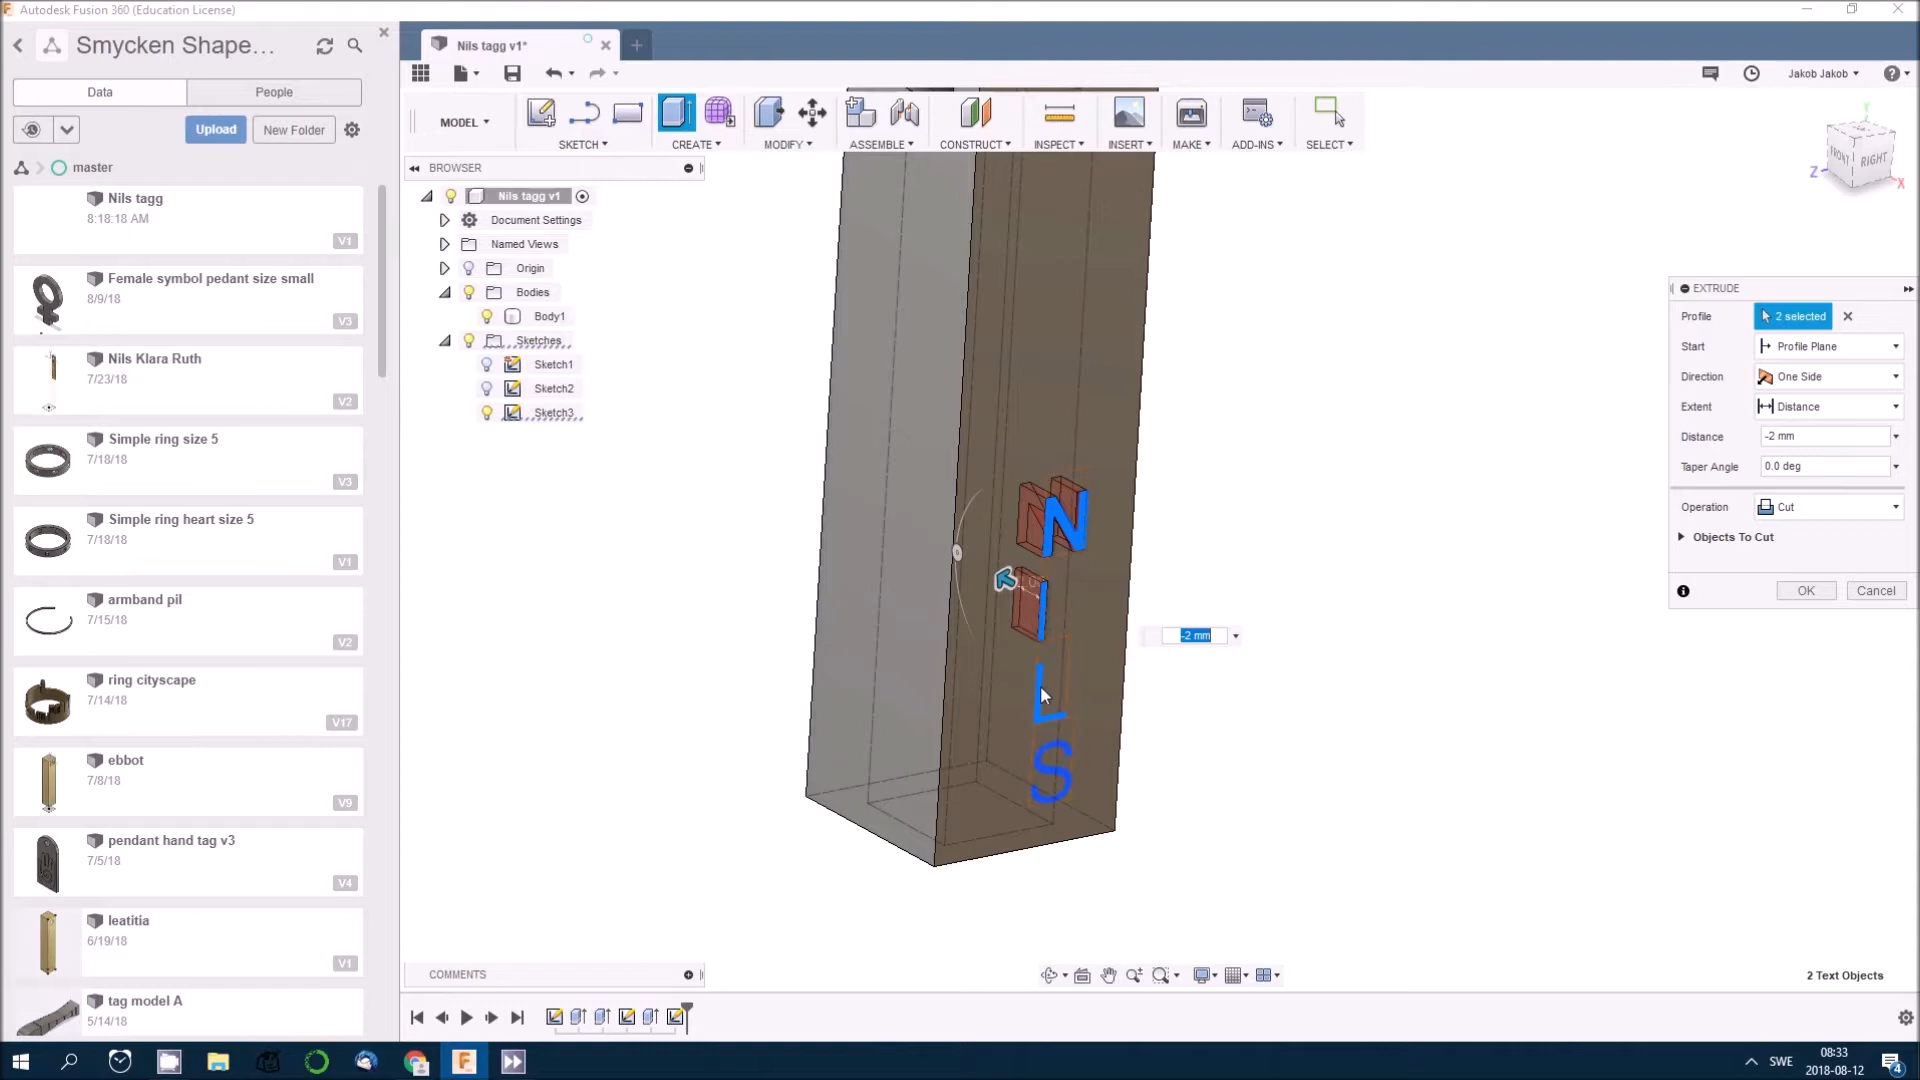 Autodesk Fusion 360 (Education License)
Smycken Shape...
Data
People
Upload
New Folder
master
Nils tagg
8:18:18 AM
V1
Female symbol pedant size small
8/9/18
V3
Nils Klara Ruth
7/23/18
V2
Simple ring size 5
7/18/18
V3
Simple ring heart size 5
7/18/18
V1
armband pil
7/15/18
V2
ring cityscape
7/14/18
V17
ebbot
7/8/18
V9
pendant hand tag v3
7/5/18
V4
leatitia
6/19/18
V1
tag model A
5/14/18
Nils tagg v1*
Jakob Jakob
MODEL
SKETCH
CREATE
MODIFY
ASSEMBLE
CONSTRUCT
INSPECT
INSERT
MAKE
ADD-INS
SELECT
BROWSER
Nils tagg v1
Document Settings
Named Views
Origin
Bodies
Body1
Sketches
Sketch1
Sketch2
Sketch3
N
I
L
S
-2 mm
FRONT
RIGHT
Y
Z
X
EXTRUDE
Profile
2 selected
Start
Profile Plane
Direction
One Side
Extent
Distance
Distance
-2 mm
Taper Angle
0.0 deg
Operation
Cut
Objects To Cut
OK
Cancel
COMMENTS
2 Text Objects
SWE
08:33
2018-08-12
4